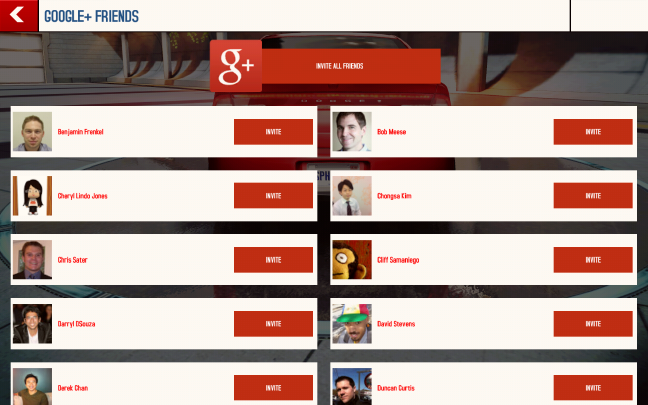 GOOGLE+ FRIENDS
g+
INVITE ALL FRIENDS
Benjamin Frenkel
INVITE
Bob Meese
INVITE
Cheryl Lindo Jones
INVITE
Chongsa Kim
INVITE
Chris Sater
INVITE
Cliff Samaniego
INVITE
Darryl DSouza
INVITE
David Stevens
INVITE
Derek Chan
INVITE
Duncan Curtis
INVITE